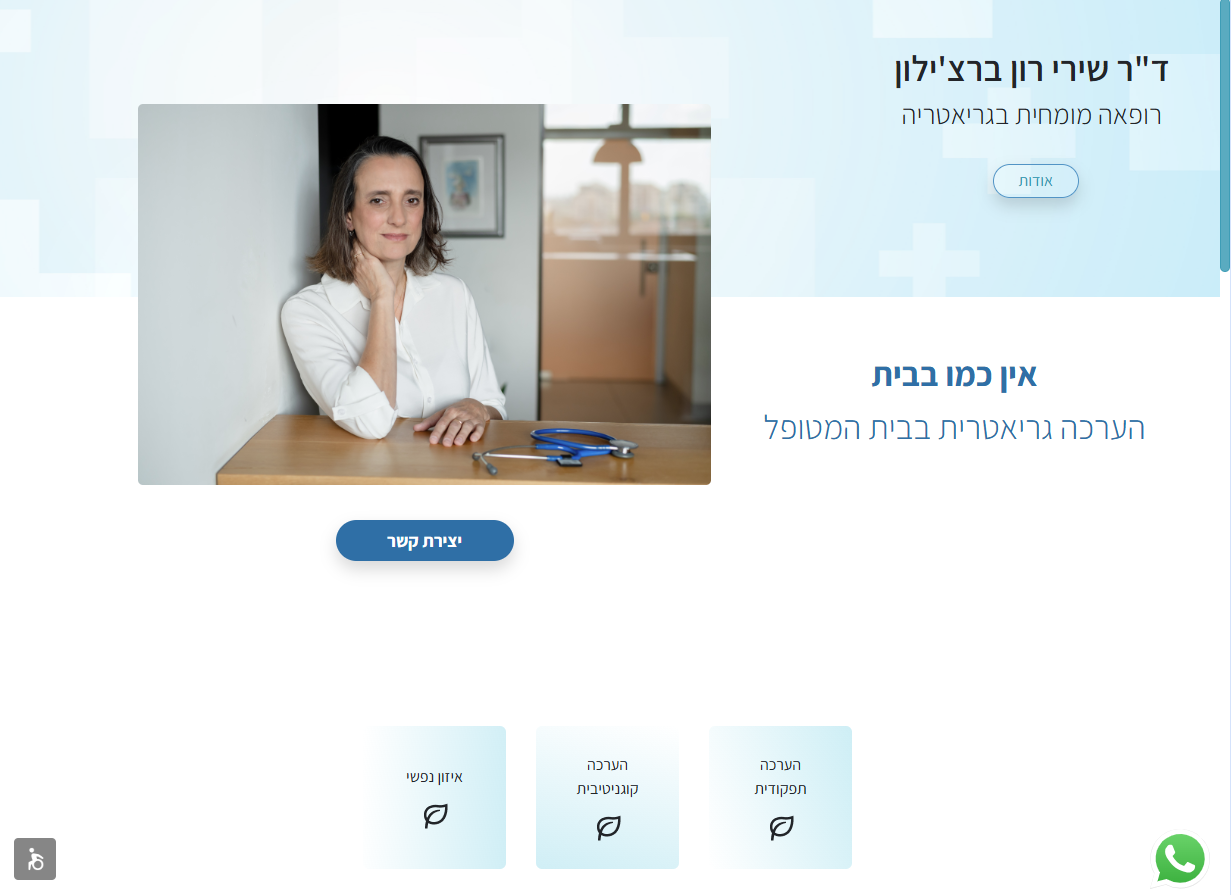 ד"ר שירי רון ברצ'ילון
רופאה מומחית בגריאטריה
אודות
אין כמו בבית
הערכה גריאטרית בבית המטופל
יצירת קשר
הערכה
תפקודית
הערכה
קוגניטיבית
איזון נפשי